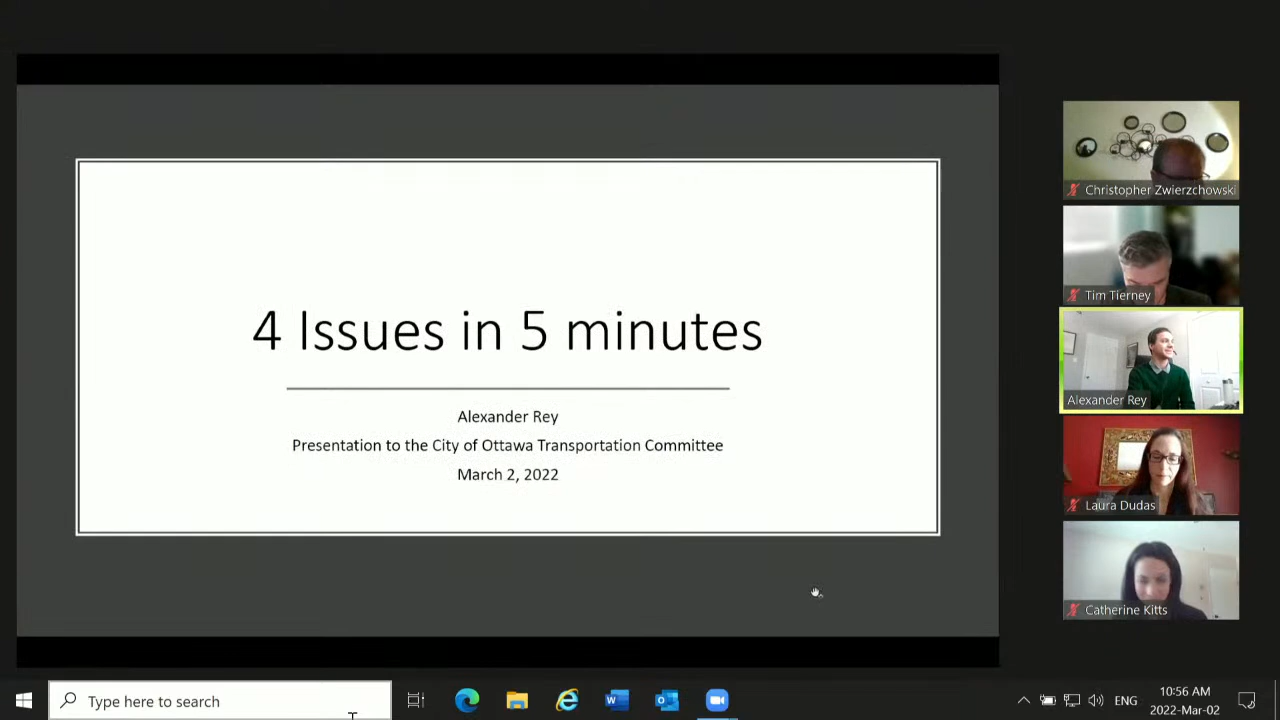 4 Issues in 5 minutes
Alexander Rey
Presentation to the City of Ottawa Transportation Committee
March 2, 2022
Christopher Zwierzchowski
Tim Tierney
Alexander Rey
Laura Dudas
Catherine Kitts
Type here to search
ENG
10:56 AM
2022-Mar-02